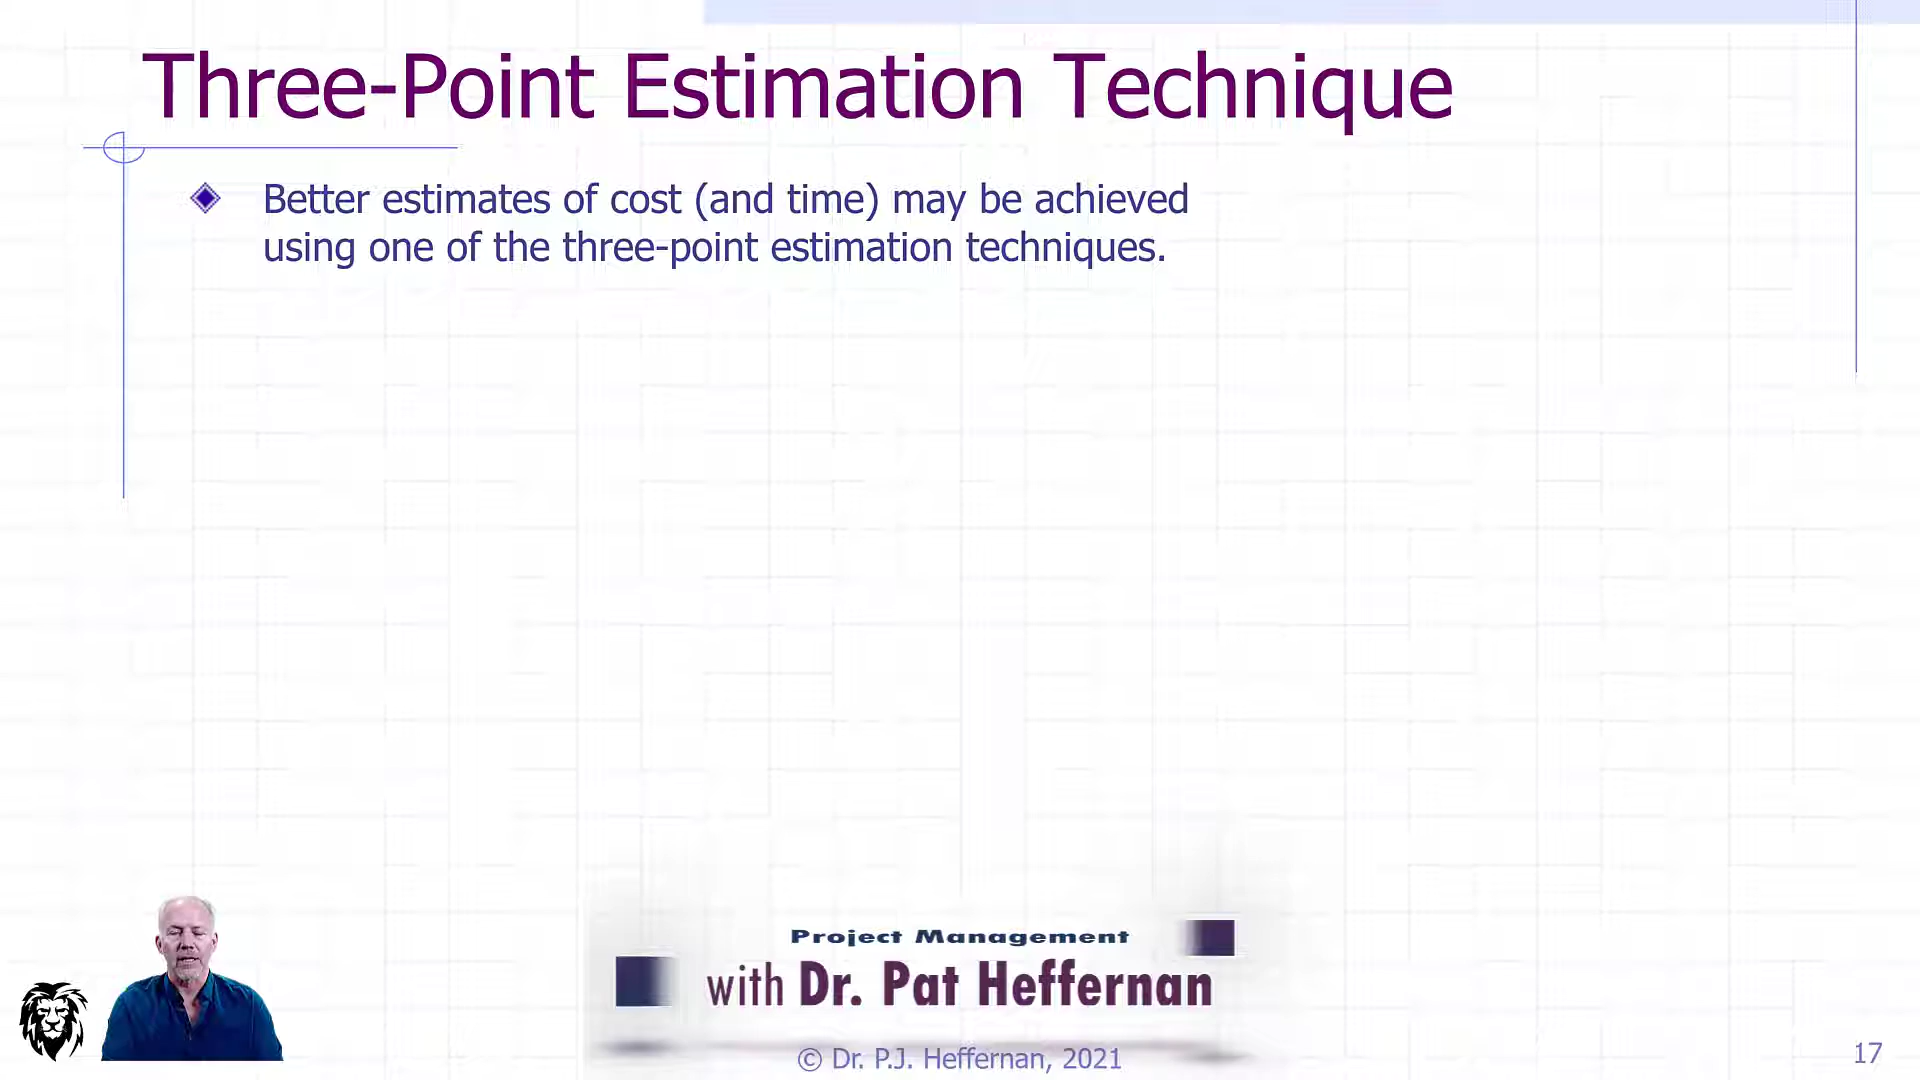 Three-Point Estimation Technique
Better estimates of cost (and time) may be achieved
using one of the three-point estimation techniques.
Project Management
with Dr. Pat Heffernan
© Dr. P.J. Heffernan, 2021
17